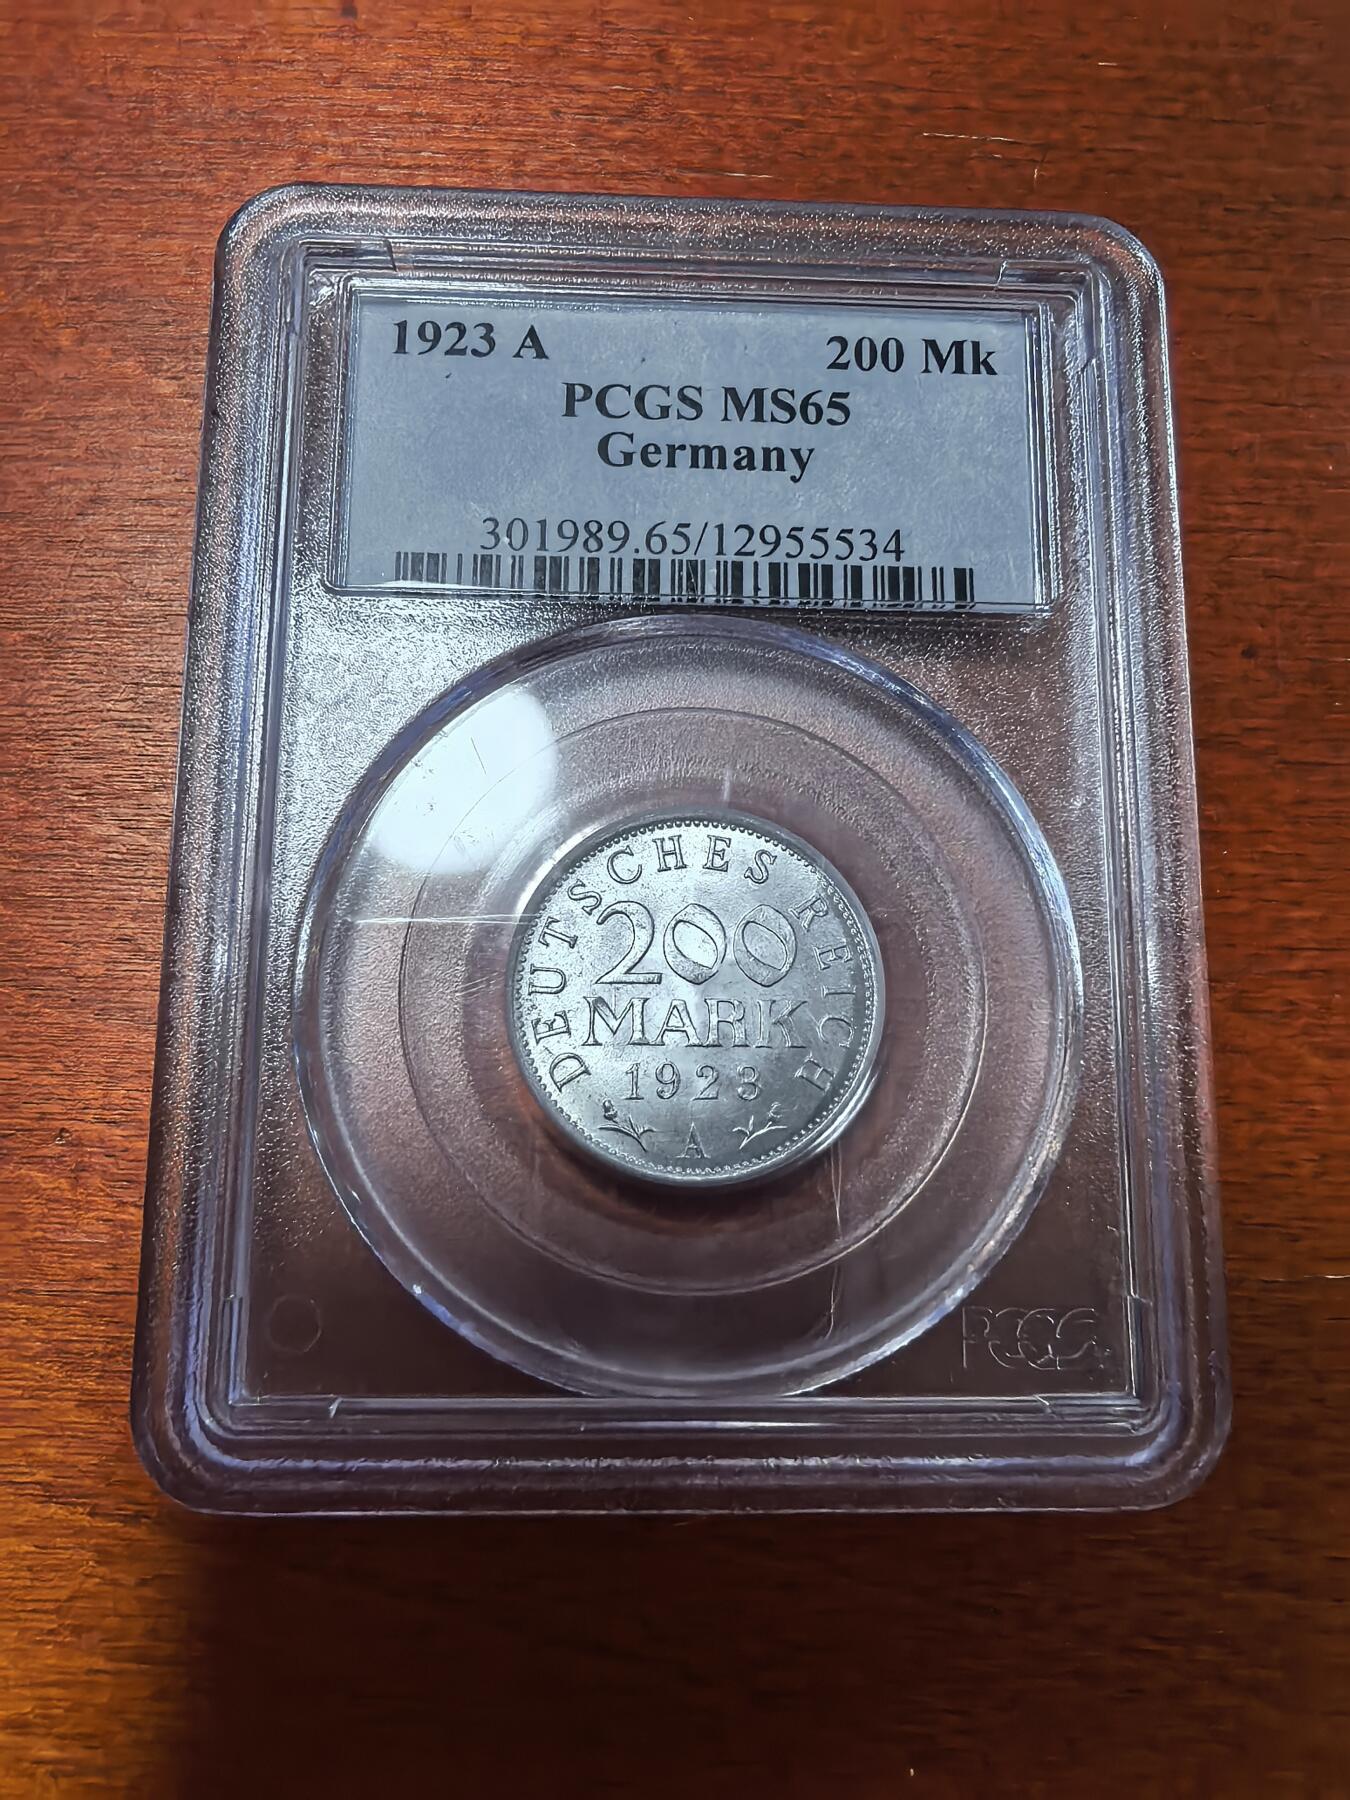 1923 A 200 Mk
PCGS MS65
Germany
301989.65/12955534
DEUTSCHES REICH
200
MARK
1923
A
PCGS